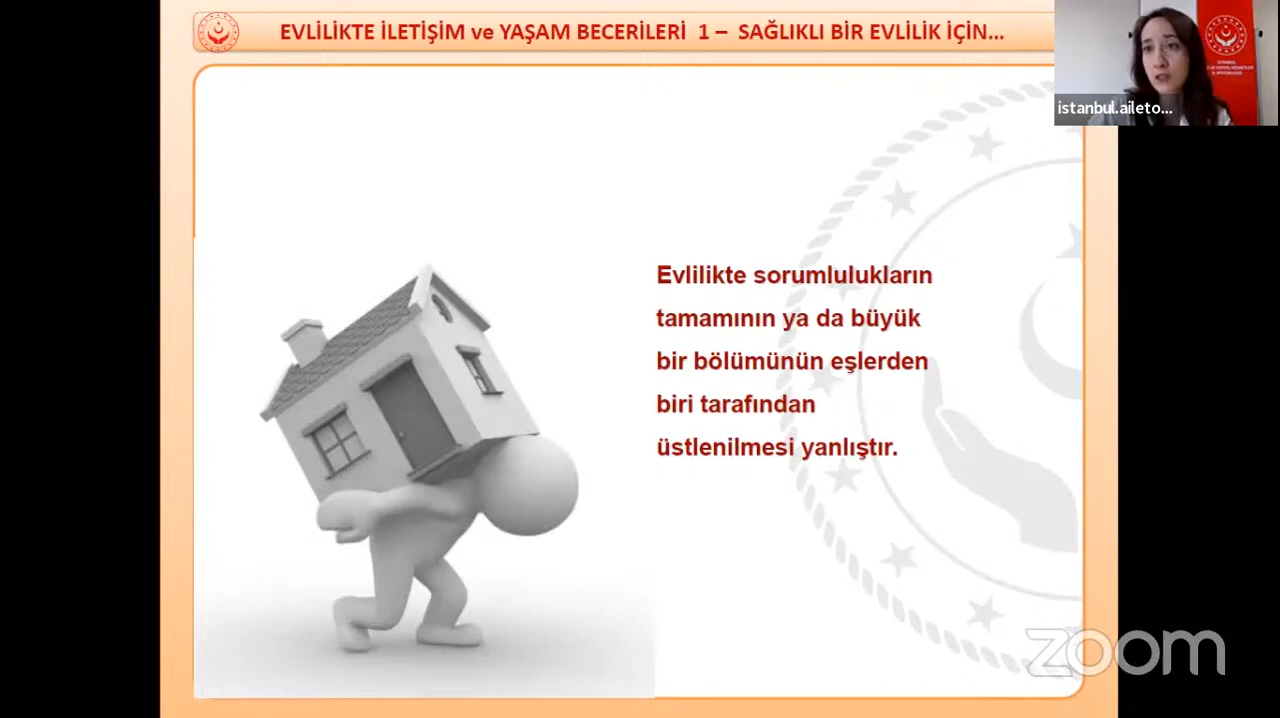 EVLİLİKTE İLETİŞİM ve YAŞAM BECERİLERİ 1 – SAĞLIKLI BİR EVLİLİK İÇİN...
istanbul.aileto...
Evlilikte sorumlulukların
tamamının ya da büyük
bir bölümünün eşlerden
biri tarafından
üstlenilmesi yanlıştır.
zoom